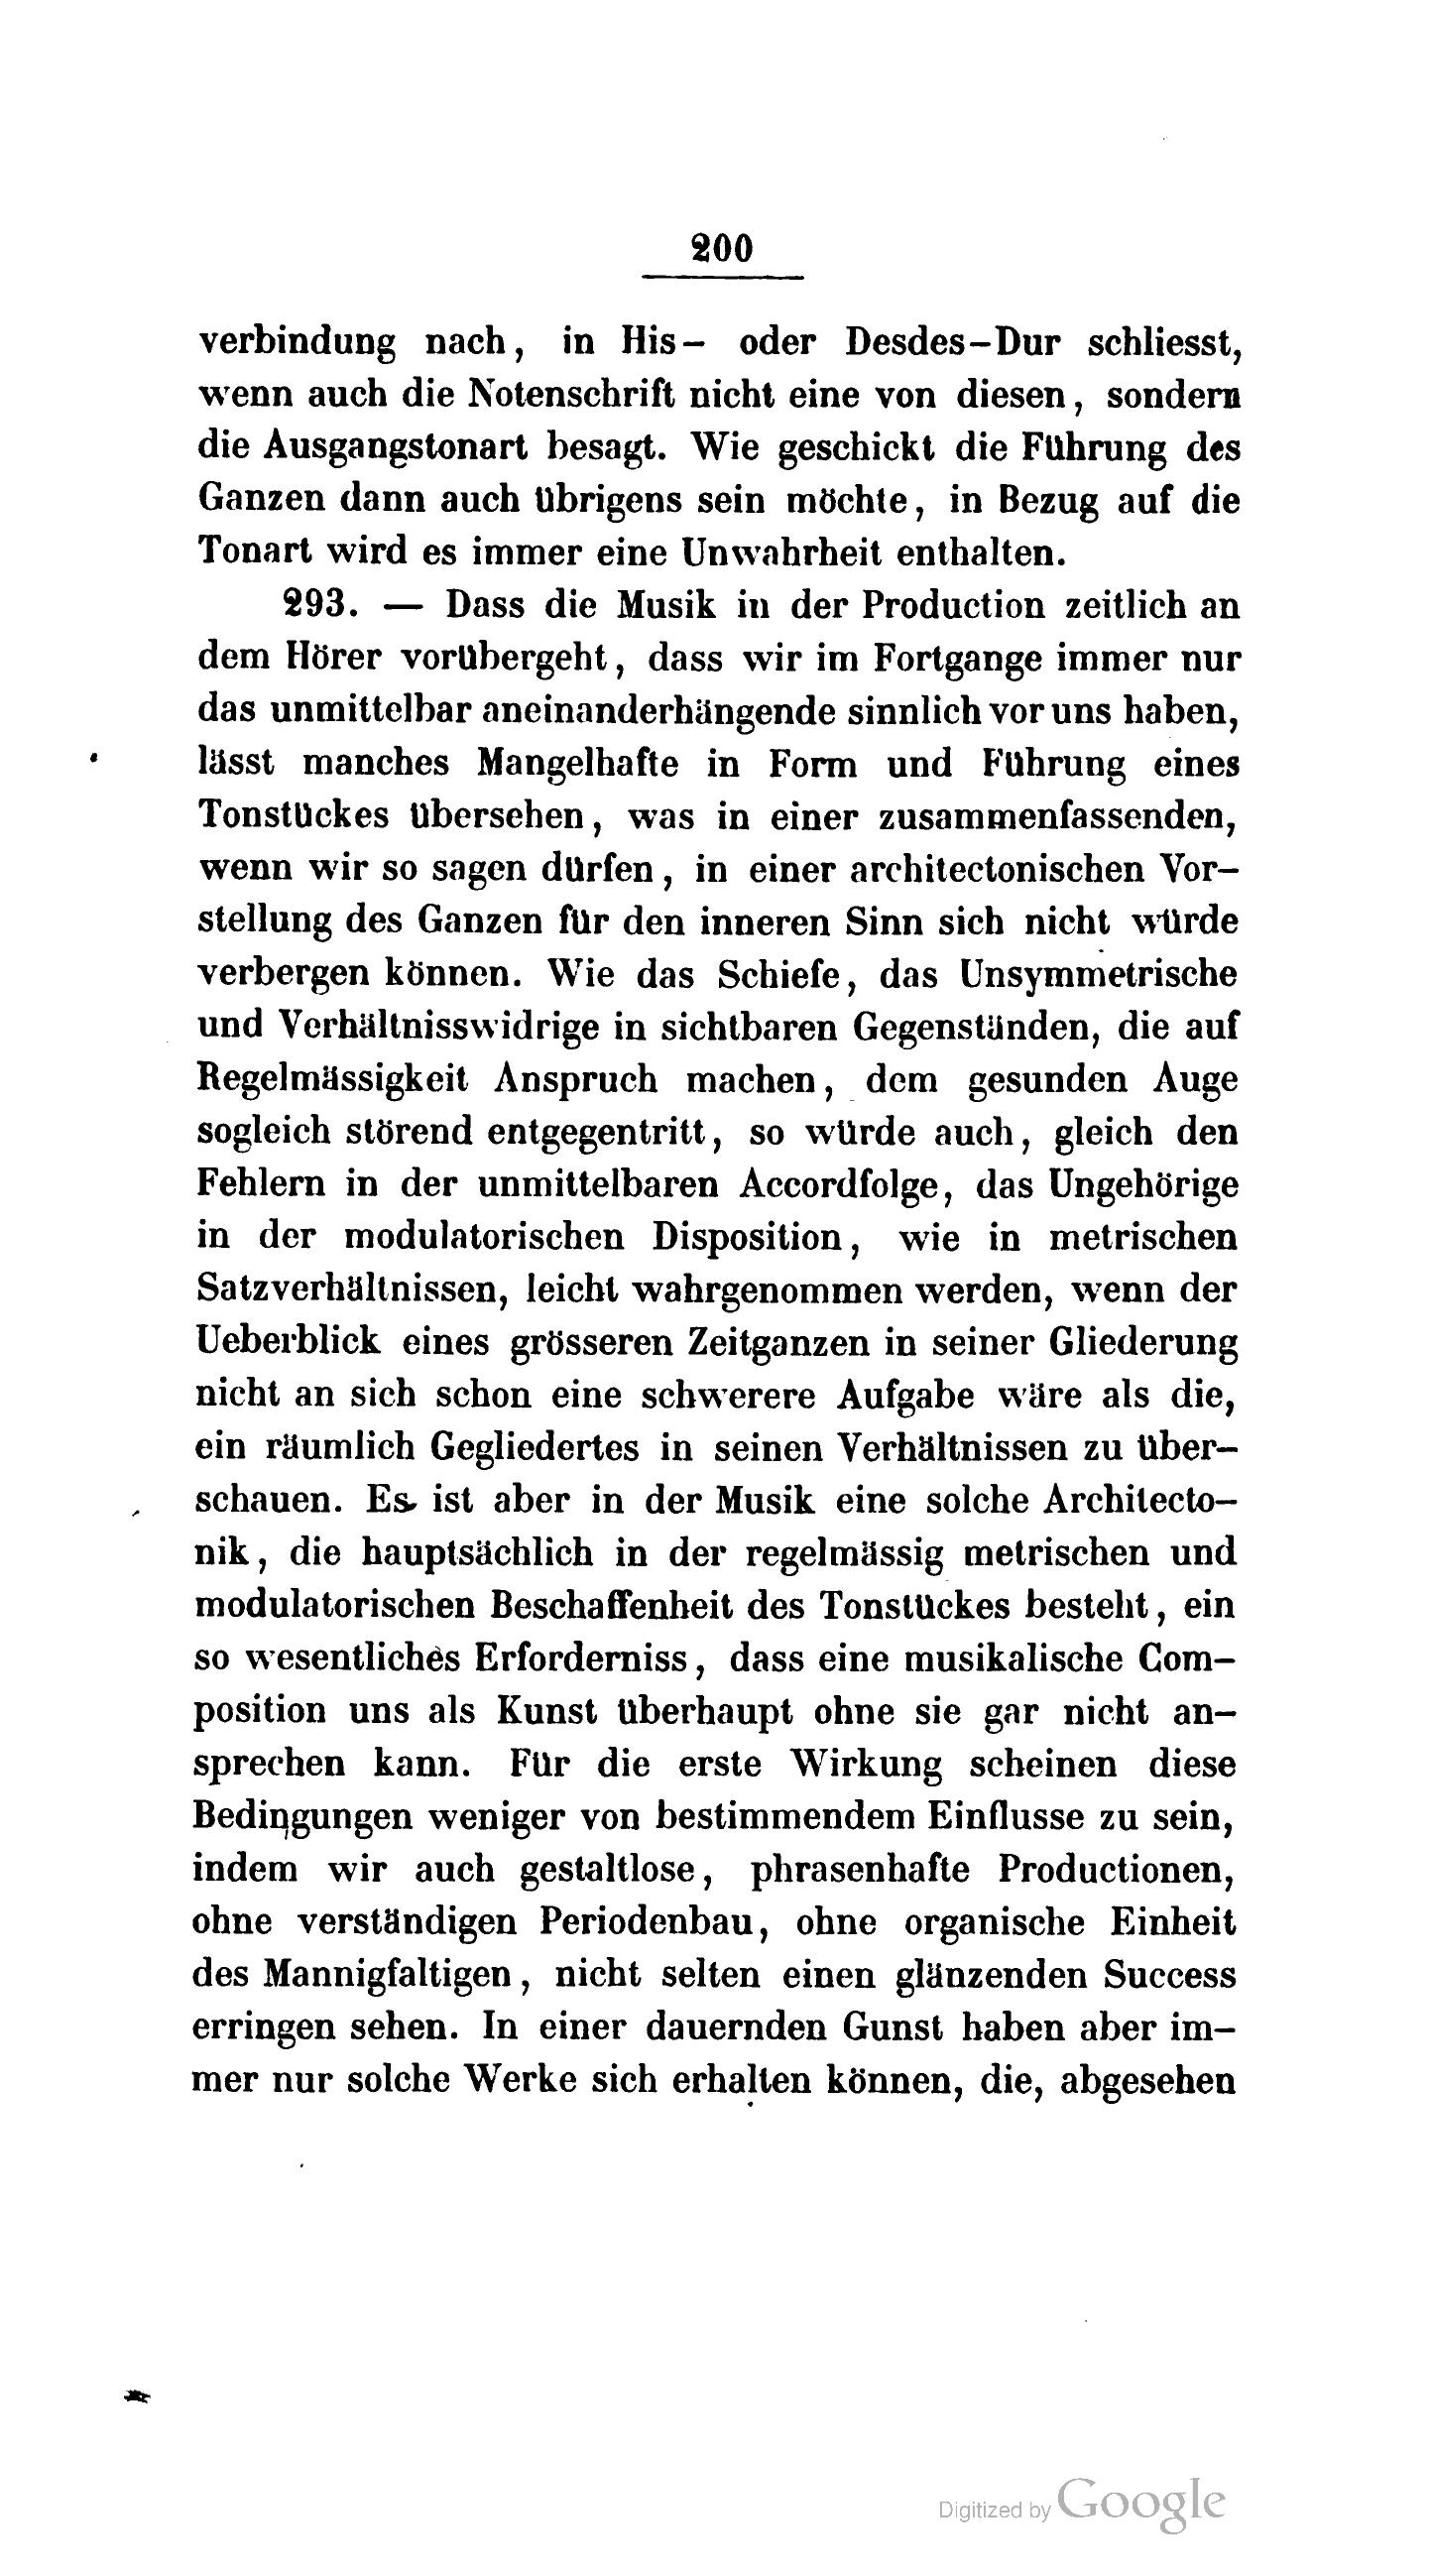 200
verbindung nach, in His- oder Desdes-Dur schliesst,
wenn auch die Notenschrift nicht eine von diesen, sondern
die Ausgangstonart besagt. Wie geschickt die Führung des
Ganzen dann auch übrigens sein möchte, in Bezug auf die
Tonart wird es immer eine Unwahrheit enthalten.
293. — Dass die Musik in der Production zeitlich an
dem Hörer vorübergeht, dass wir im Fortgange immer nur
das unmittelbar aneinanderhängende sinnlich vor uns haben,
lässt manches Mangelhafte in Form und Führung eines
Tonstückes übersehen, was in einer zusammenfassenden,
wenn wir so sagen dürfen, in einer architectonischen Vor-
stellung des Ganzen für den inneren Sinn sich nicht würde
verbergen können. Wie das Schiefe, das Unsymmetrische
und Verhältnisswidrige in sichtbaren Gegenständen, die auf
Regelmässigkeit Anspruch machen, dem gesunden Auge
sogleich störend entgegentritt, so würde auch, gleich den
Fehlern in der unmittelbaren Accordfolge, das Ungehörige
in der modulatorischen Disposition, wie in metrischen
Satzverhältnissen, leicht wahrgenommen werden, wenn der
Ueberblick eines grösseren Zeitganzen in seiner Gliederung
nicht an sich schon eine schwerere Aufgabe wäre als die,
ein räumlich Gegliedertes in seinen Verhältnissen zu über-
schauen. Es ist aber in der Musik eine solche Architecto-
nik, die hauptsächlich in der regelmässig metrischen und
modulatorischen Beschaffenheit des Tonstückes besteht, ein
so wesentliches Erforderniss, dass eine musikalische Com-
position uns als Kunst überhaupt ohne sie gar nicht an-
sprechen kann. Für die erste Wirkung scheinen diese
Bedingungen weniger von bestimmendem Einflusse zu sein,
indem wir auch gestaltlose, phrasenhafte Productionen,
ohne verständigen Periodenbau, ohne organische Einheit
des Mannigfaltigen, nicht selten einen glänzenden Success
erringen sehen. In einer dauernden Gunst haben aber im-
mer nur solche Werke sich erhalten können, die, abgesehen
Digitized by Google